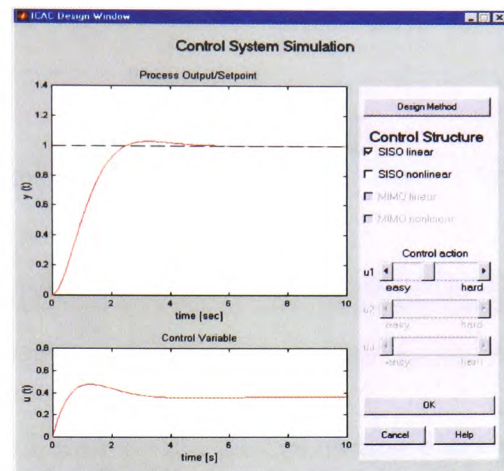 ICAC Design Window
Control System Simulation
Process Output/Setpoint
1.4
1.2
1
0.8
0.6
0.4
0.2
0
y (t)
0 2 4 6 8 10
time [sec]
Control Variable
0.8
0.6
0.4
0.2
0
u (t)
0 2 4 6 8 10
time [s]
Design Method
Control Structure
SISO linear
SISO nonlinear
MIMO linear
MIMO nonlinear
Control action
u1
easy hard
u2
easy hard
u3
easy hard
OK
Cancel Help